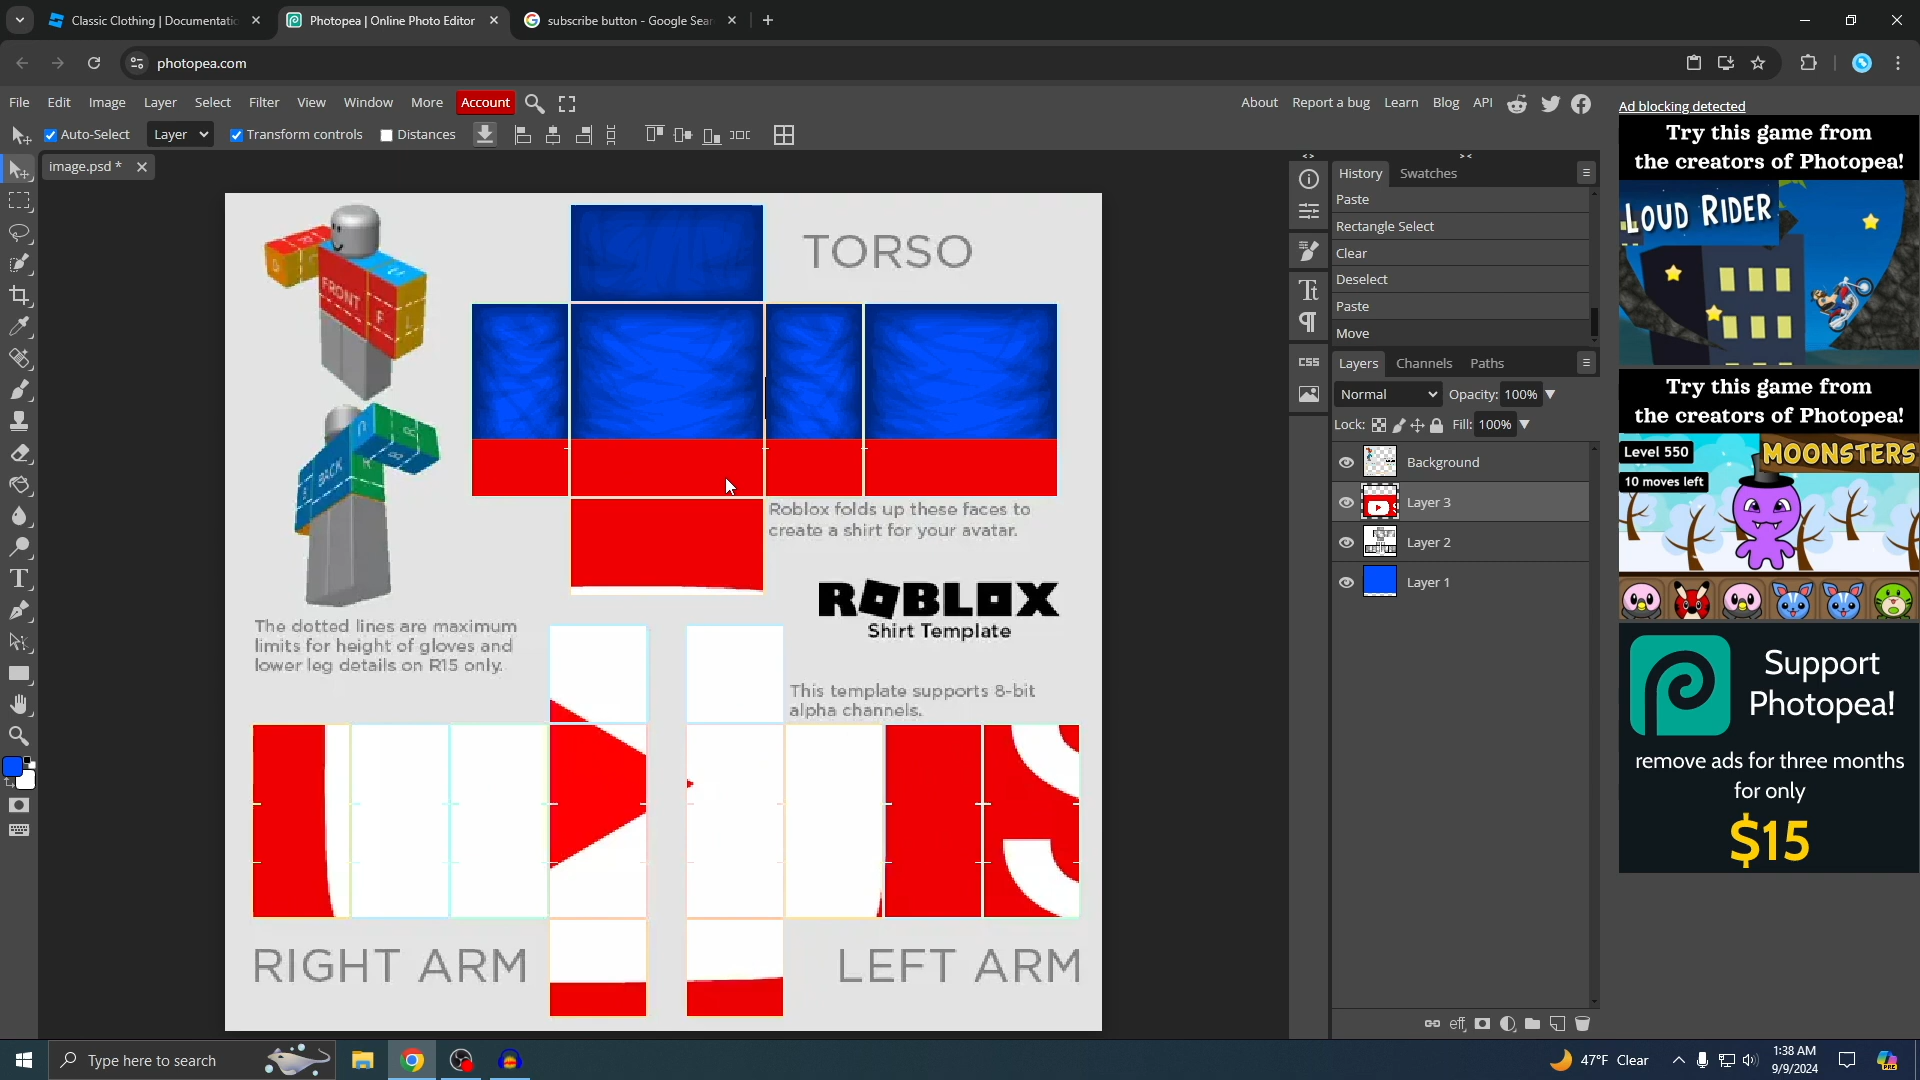 Classic Clothing | Documentatio
Photopea | Online Photo Editor
subscribe button - Google Sear
photopea.com
File Edit Image Layer Select Filter View Window More Account
About Report a bug Learn Blog API
Auto-Select Layer Transform controls Distances
image.psd *
TORSO
FRONT
F
BACK
Roblox folds up these faces to
create a shirt for your avatar.
ROBLOX
Shirt Template
The dotted lines are maximum
limits for height of gloves and
lower leg details on R15 only.
This template supports 8-bit
alpha channels.
RIGHT ARM
LEFT ARM
CSS
History Swatches
Paste
Rectangle Select
Clear
Deselect
Paste
Move
Layers Channels Paths
Normal Opacity: 100%
Lock: Fill: 100%
Background
Layer 3
Layer 2
Layer 1
eff
Ad blocking detected
Try this game from
the creators of Photopea!
LOUD RIDER
Try this game from
the creators of Photopea!
Level 550
10 moves left
MOONSTERS
Support
Photopea!
remove ads for three months
for only
$15
Type here to search
47°F Clear
1:38 AM
9/9/2024